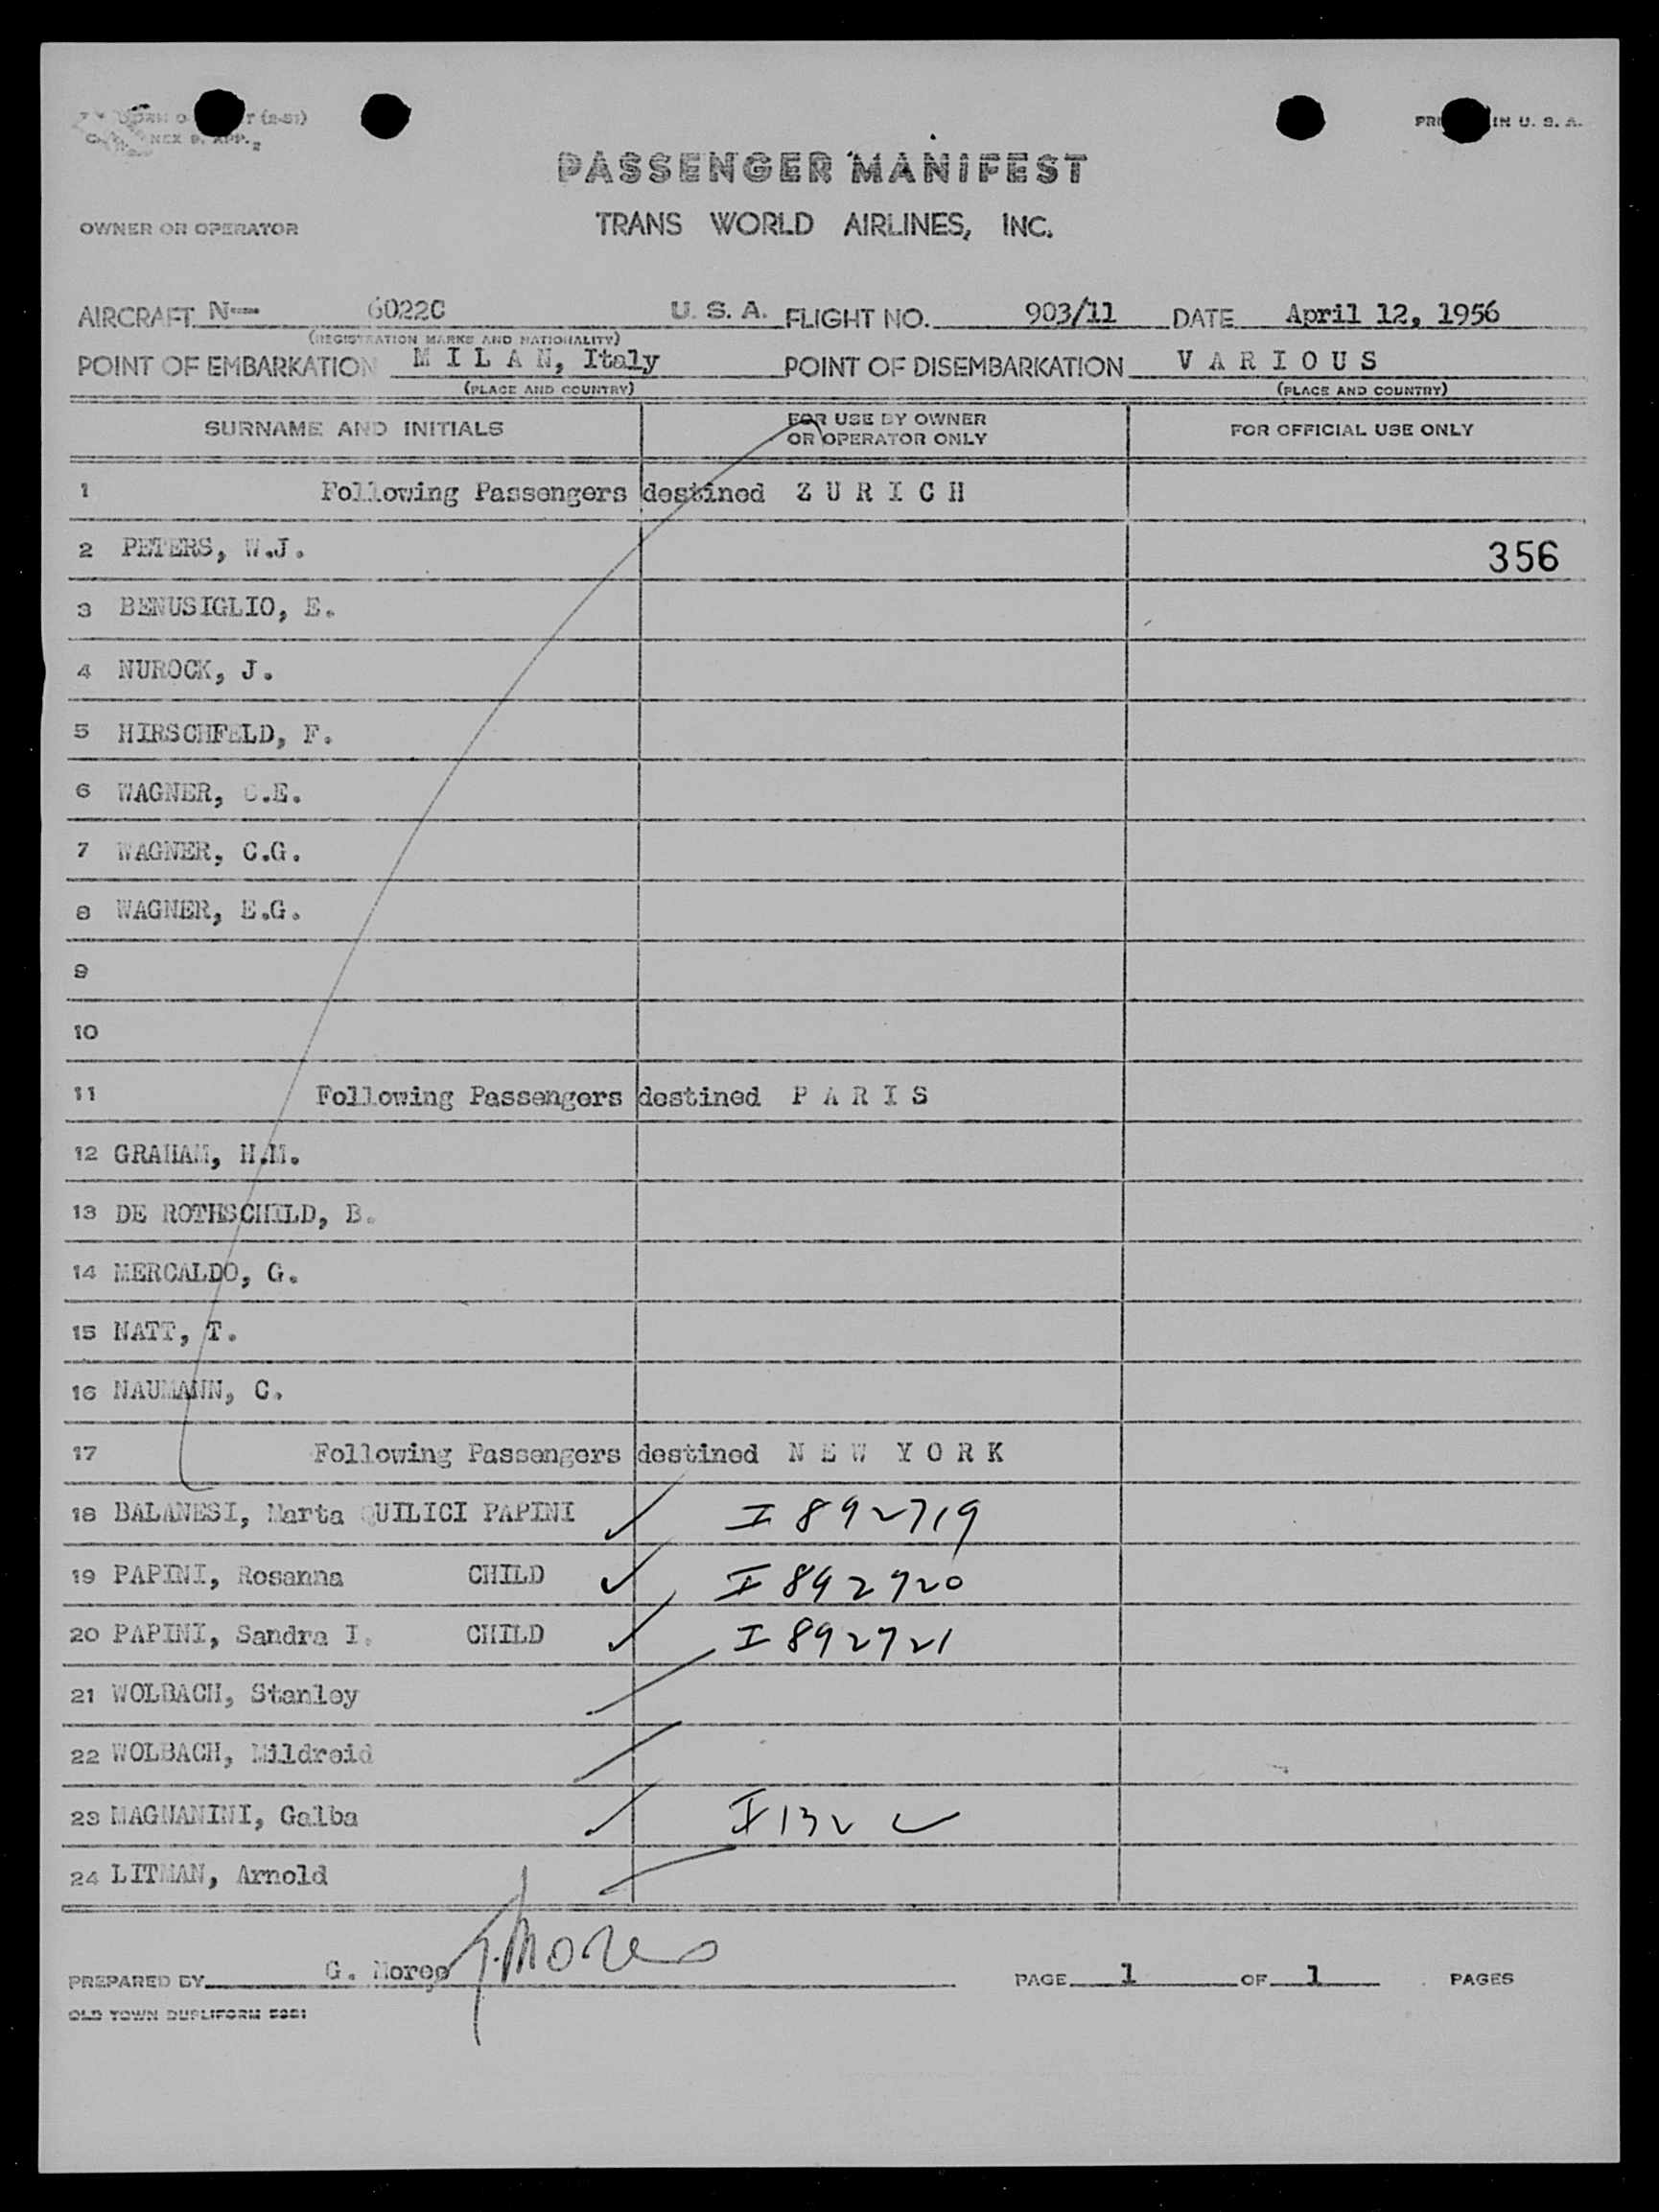 PASSENGER MANIFEST
OWNER OR OPERATOR TRANS WORLD AIRLINES, INC.
AIRCRAFT N-- 6022C U. S. A. FLIGHT NO. 903/11 DATE April 12, 1956
(REGISTRATION MARKS AND NATIONALITY)
POINT OF EMBARKATION M I L A N, Italy POINT OF DISEMBARKATION V A R I O U S
(PLACE AND COUNTRY) (PLACE AND COUNTRY)
SURNAME AND INITIALS FOR USE BY OWNER OR OPERATOR ONLY FOR OFFICIAL USE ONLY
1 Following Passengers destined Z U R I C H
2 PETERS, W.J. 356
3 BENUSIGLIO, E.
4 NUROCK, J.
5 HIRSCHFELD, F.
6 WAGNER, C.E.
7 WAGNER, C.G.
8 WAGNER, E.G.
9
10
11 Following Passengers destined P A R I S
12 GRAHAM, H.M.
13 DE ROTHSCHILD, B.
14 MERCALDO, G.
15 NATT, T.
16 NAUMANN, C.
17 Following Passengers destined N E W Y O R K
18 BALANESI, Marta QUILICI PAPINI I 892719
19 PAPINI, Rosanna CHILD I 892720
20 PAPINI, Sandra I. CHILD I 892721
21 WOLBACH, Stanley
22 WOLBACH, Mildreid
23 MAGNANINI, Galba
24 LITMAN, Arnold
PREPARED BY G. Mores G. Mores PAGE 1 OF 1 PAGES
OLD TOWN DUPLIFORM